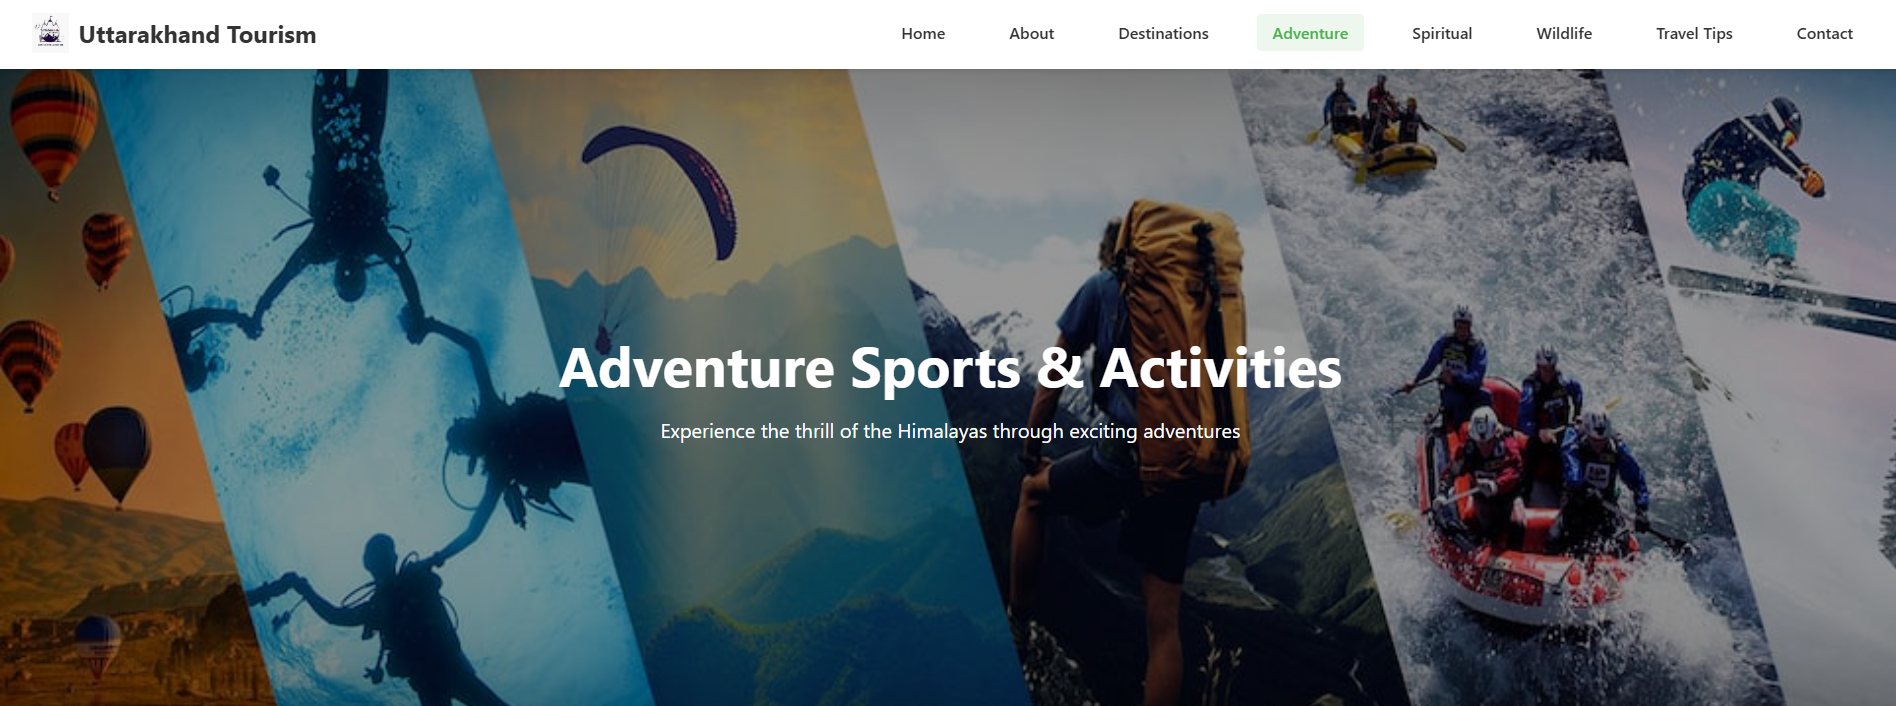 Uttarakhand Tourism
Home About Destinations Adventure Spiritual Wildlife Travel Tips Contact
Adventure Sports & Activities
Experience the thrill of the Himalayas through exciting adventures